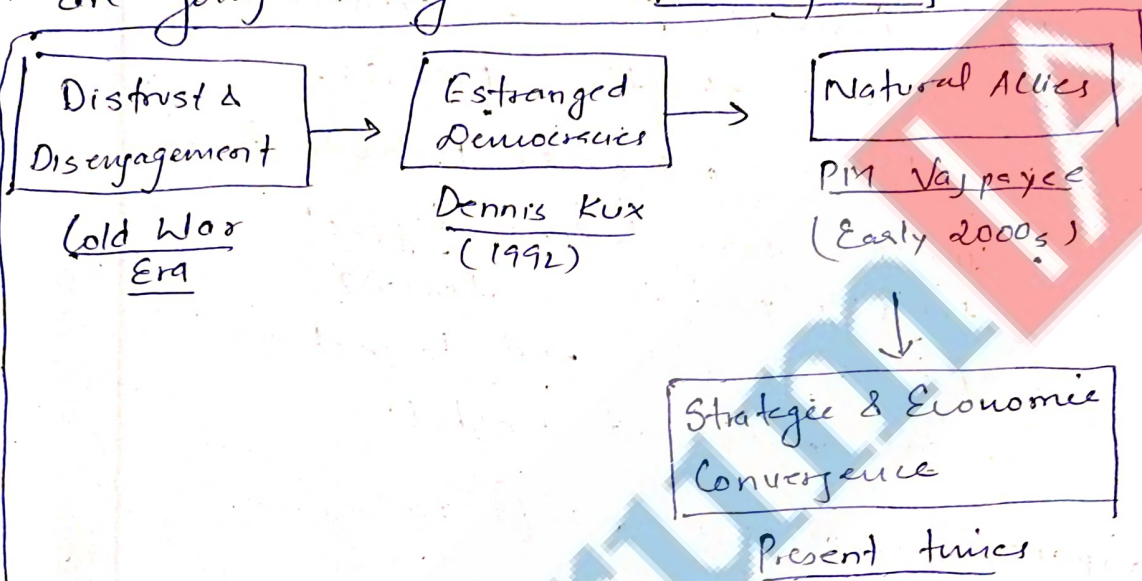 Distrust &
Disengagement
Cold War
Era
Estranged
Democracies
Dennis Kux
(1992)
Natural Allies
PM Vajpayee
(Early 2000s)
Strategic & Economic
Convergence
Present times